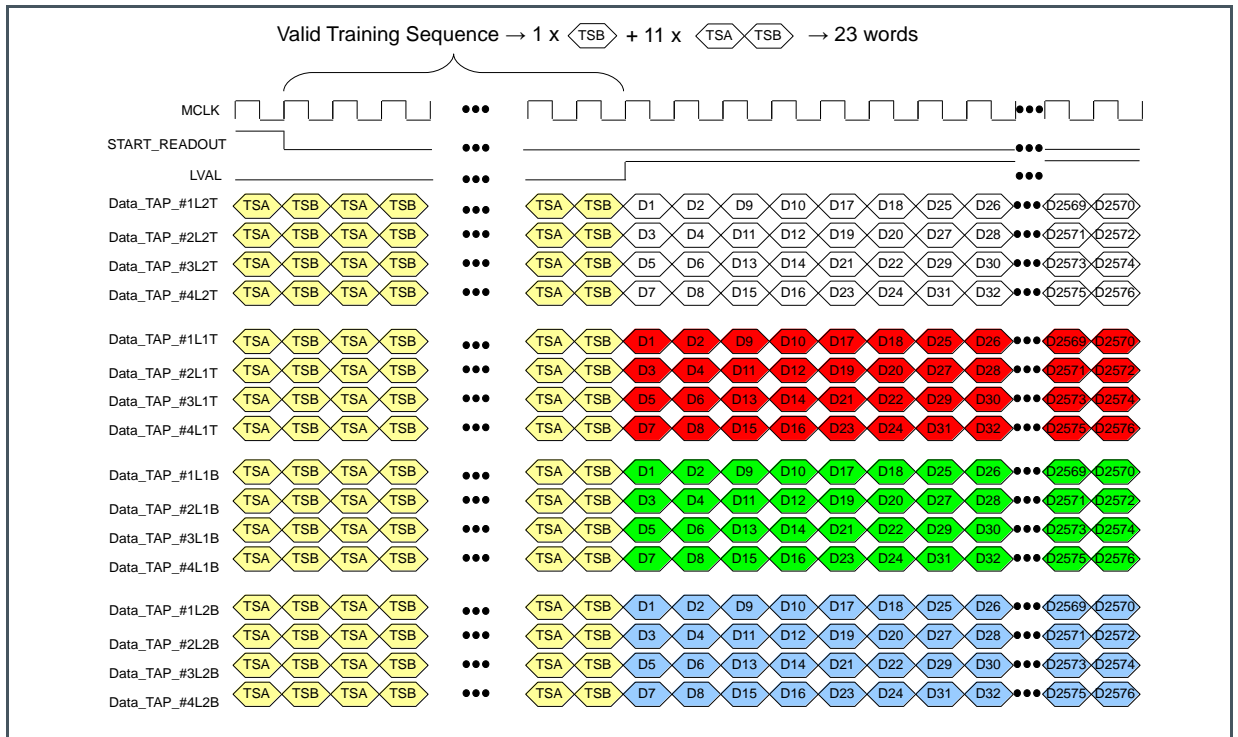 Valid Training Sequence → 1 x TSB + 11 x TSA TSB → 23 words
MCLK •••  •••
START_READOUT ••• •••
LVAL ••• •••
Data_TAP_#1L2T TSA TSB TSA TSB ••• TSA TSB D1 D2 D9 D10 D17 D18 D25 D26 ••• D2569 D2570
Data_TAP_#2L2T TSA TSB TSA TSB ••• TSA TSB D3 D4 D11 D12 D19 D20 D27 D28 ••• D2571 D2572
Data_TAP_#3L2T TSA TSB TSA TSB ••• TSA TSB D5 D6 D13 D14 D21 D22 D29 D30 ••• D2573 D2574
Data_TAP_#4L2T TSA TSB TSA TSB ••• TSA TSB D7 D8 D15 D16 D23 D24 D31 D32 ••• D2575 D2576
Data_TAP_#1L1T TSA TSB TSA TSB ••• TSA TSB D1 D2 D9 D10 D17 D18 D25 D26 ••• D2569 D2570
Data_TAP_#2L1T TSA TSB TSA TSB ••• TSA TSB D3 D4 D11 D12 D19 D20 D27 D28 ••• D2571 D2572
Data_TAP_#3L1T TSA TSB TSA TSB ••• TSA TSB D5 D6 D13 D14 D21 D22 D29 D30 ••• D2573 D2574
Data_TAP_#4L1T TSA TSB TSA TSB ••• TSA TSB D7 D8 D15 D16 D23 D24 D31 D32 ••• D2575 D2576
Data_TAP_#1L1B TSA TSB TSA TSB ••• TSA TSB D1 D2 D9 D10 D17 D18 D25 D26 ••• D2569 D2570
Data_TAP_#2L1B TSA TSB TSA TSB ••• TSA TSB D3 D4 D11 D12 D19 D20 D27 D28 ••• D2571 D2572
Data_TAP_#3L1B TSA TSB TSA TSB ••• TSA TSB D5 D6 D13 D14 D21 D22 D29 D30 ••• D2573 D2574
Data_TAP_#4L1B TSA TSB TSA TSB ••• TSA TSB D7 D8 D15 D16 D23 D24 D31 D32 ••• D2575 D2576
Data_TAP_#1L2B TSA TSB TSA TSB ••• TSA TSB D1 D2 D9 D10 D17 D18 D25 D26 ••• D2569 D2570
Data_TAP_#2L2B TSA TSB TSA TSB ••• TSA TSB D3 D4 D11 D12 D19 D20 D27 D28 ••• D2571 D2572
Data_TAP_#3L2B TSA TSB TSA TSB ••• TSA TSB D5 D6 D13 D14 D21 D22 D29 D30 ••• D2573 D2574
Data_TAP_#4L2B TSA TSB TSA TSB ••• TSA TSB D7 D8 D15 D16 D23 D24 D31 D32 ••• D2575 D2576